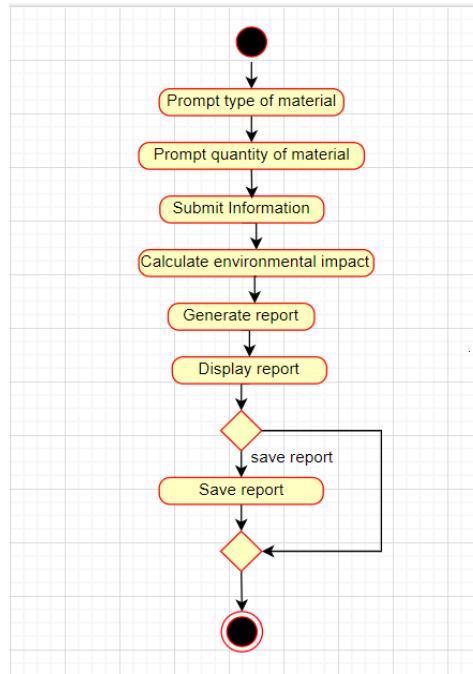 Prompt type of material
Prompt quantity of material
Submit Information
Calculate environmental impact
Generate report
Display report
save report
Save report